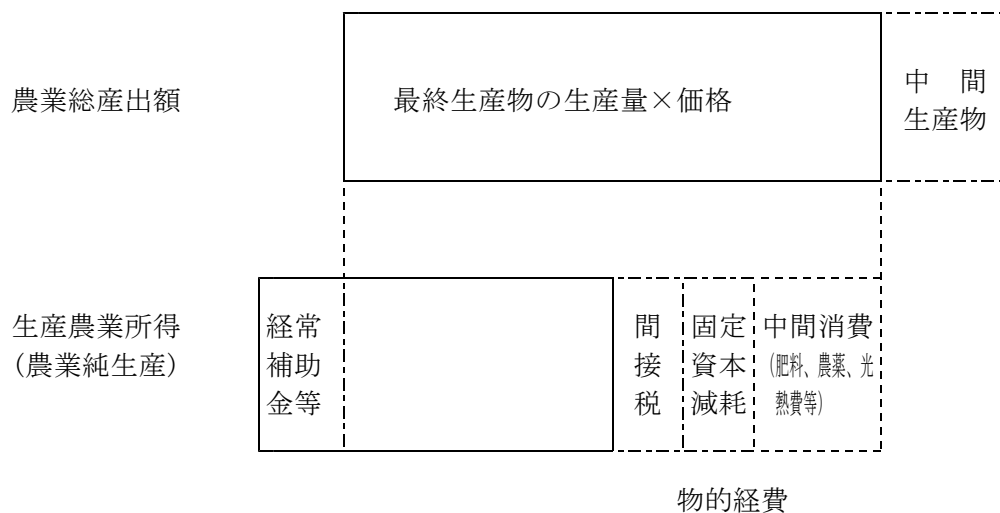 農業総産出額
最終生産物の生産量×価格
中　間
生産物
生産農業所得
(農業純生産)
経常
補助
金等
間
接
税
固定
資本
減耗
中間消費
(肥料、農薬、光
熱費等)
物的経費